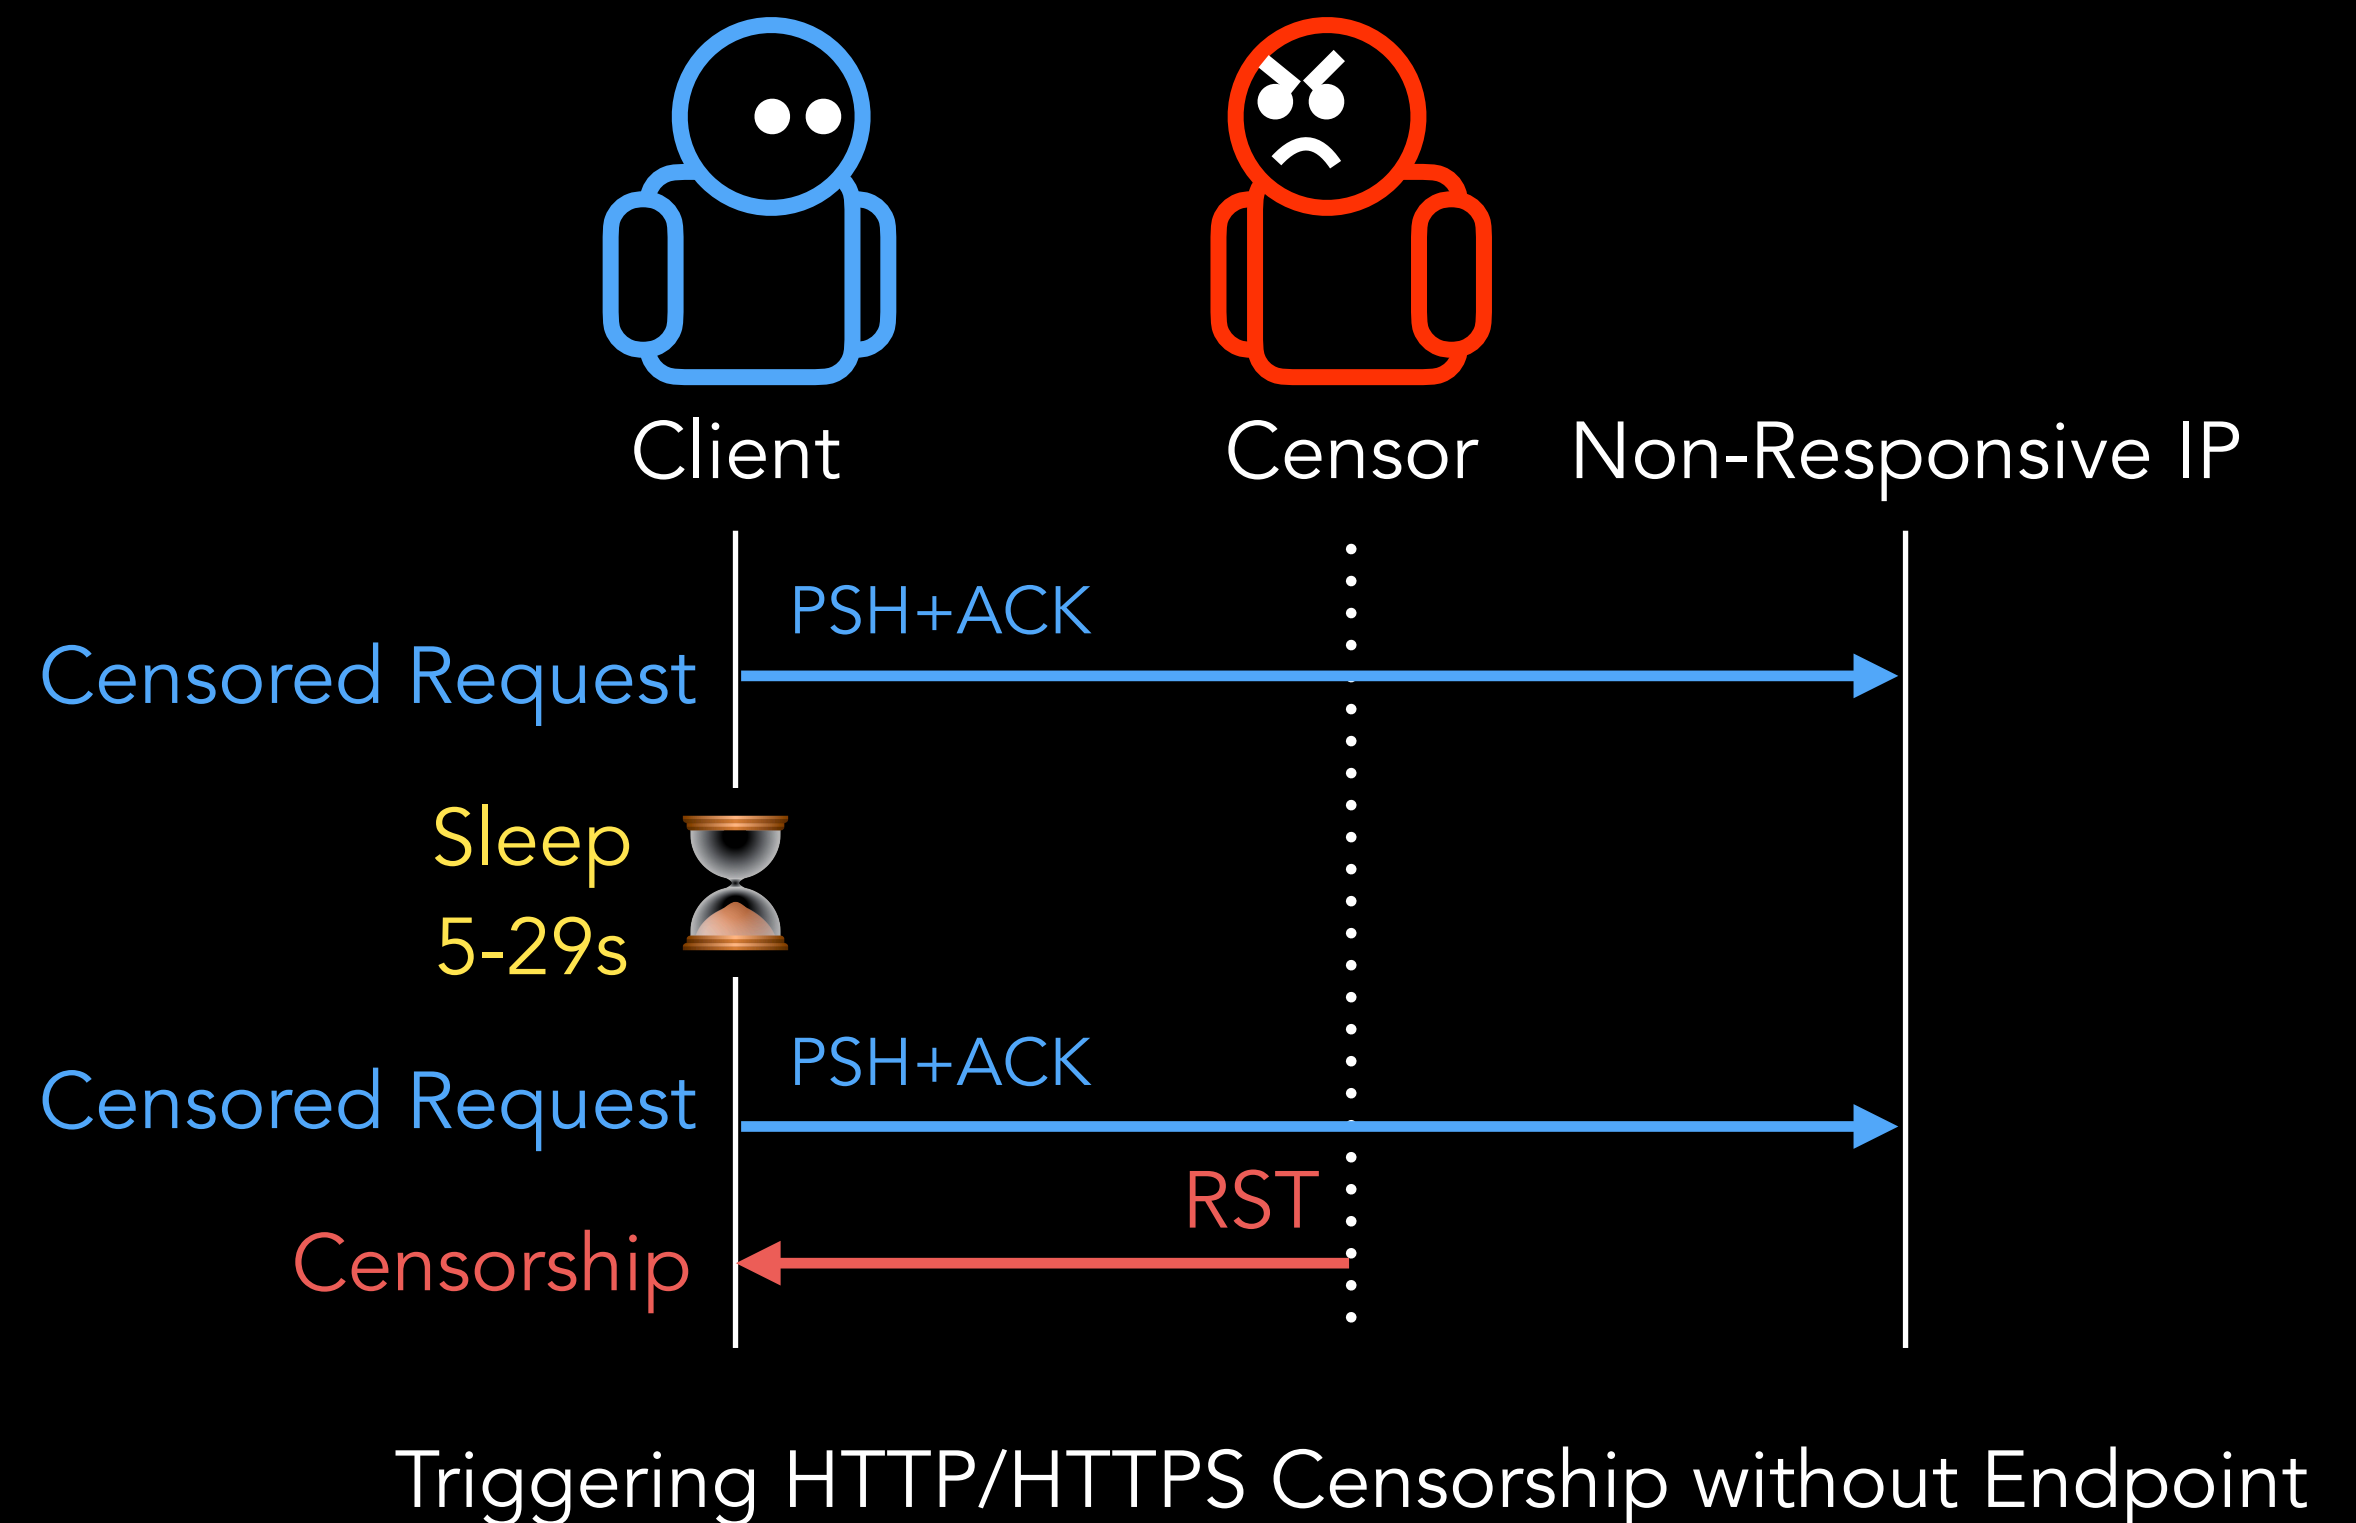 Client
Censor
Non-Responsive IP
PSH+ACK
Censored Request
Sleep
5-29s
PSH+ACK
Censored Request
RST
Censorship
Triggering HTTP/HTTPS Censorship without Endpoint